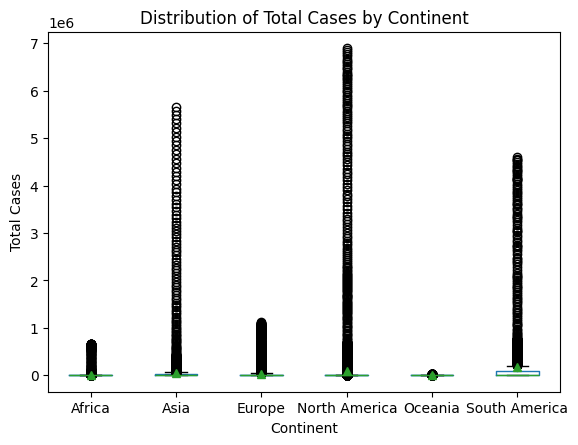 Distribution of Total Cases by Continent
1e6
7
6
5
4
3
2
1
0
Total Cases
Africa Asia Europe North America Oceania South America
Continent